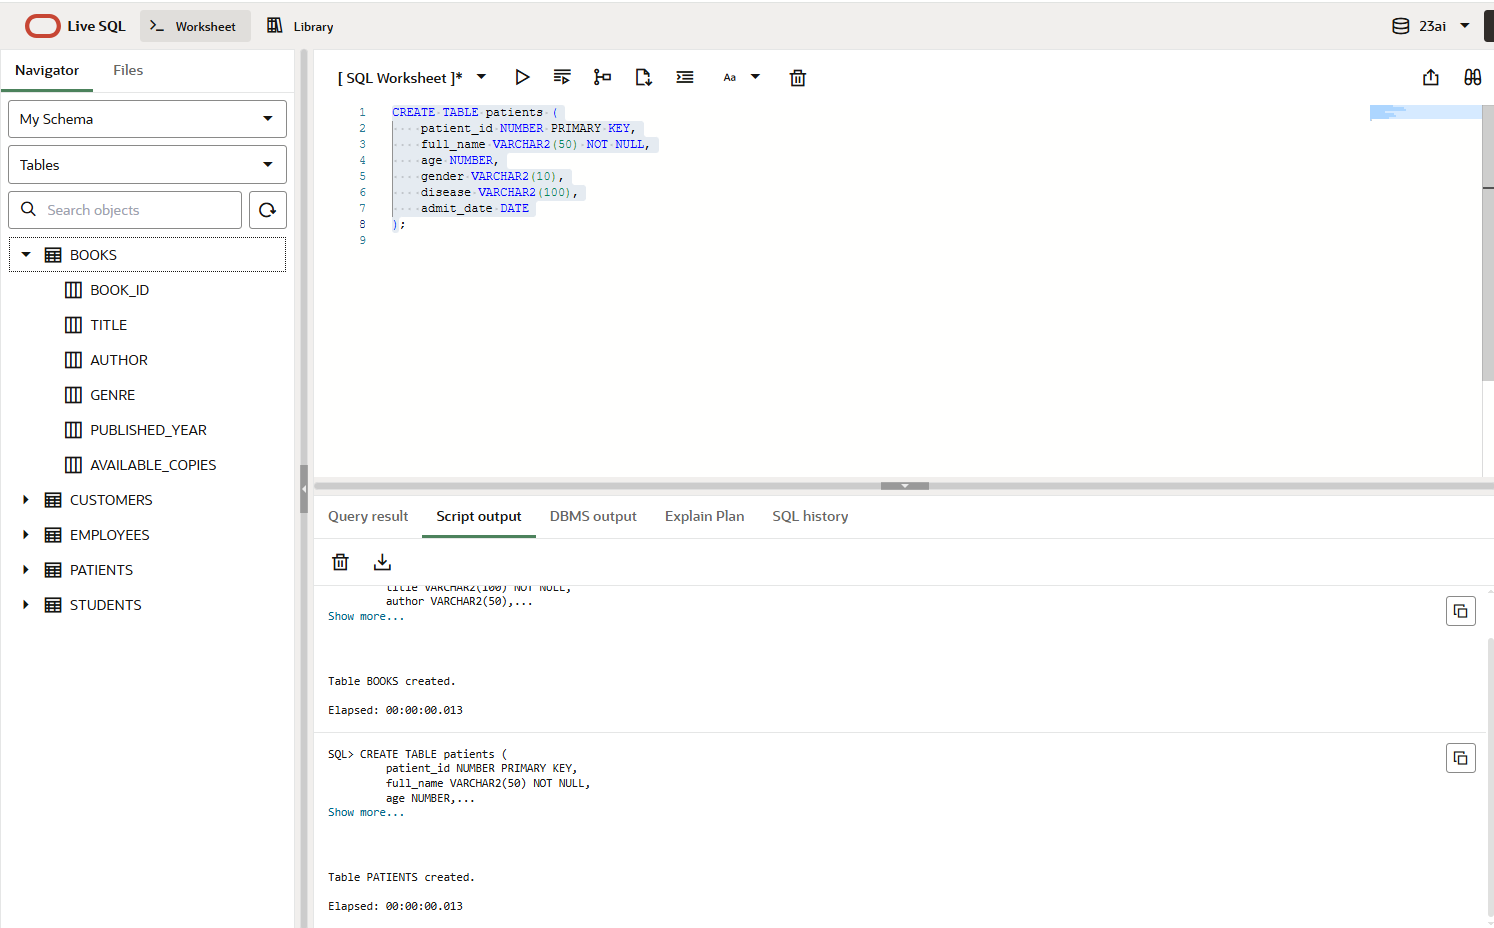 Live SQL
Worksheet
Library
23ai
Navigator
Files
My Schema
Tables
Search objects
BOOKS
BOOK_ID
TITLE
AUTHOR
GENRE
PUBLISHED_YEAR
AVAILABLE_COPIES
CUSTOMERS
EMPLOYEES
PATIENTS
STUDENTS
[ SQL Worksheet ]*
Aa
1 CREATE TABLE patients (
2 patient_id NUMBER PRIMARY KEY,
3 full_name VARCHAR2(50) NOT NULL,
4 age NUMBER,
5 gender VARCHAR2(10),
6 disease VARCHAR2(100),
7 admit_date DATE
8 );
9
Query result
Script output
DBMS output
Explain Plan
SQL history
title VARCHAR2(100) NOT NULL,
author VARCHAR2(50),...
Show more...
Table BOOKS created.
Elapsed: 00:00:00.013
SQL> CREATE TABLE patients (
patient_id NUMBER PRIMARY KEY,
full_name VARCHAR2(50) NOT NULL,
age NUMBER,...
Show more...
Table PATIENTS created.
Elapsed: 00:00:00.013